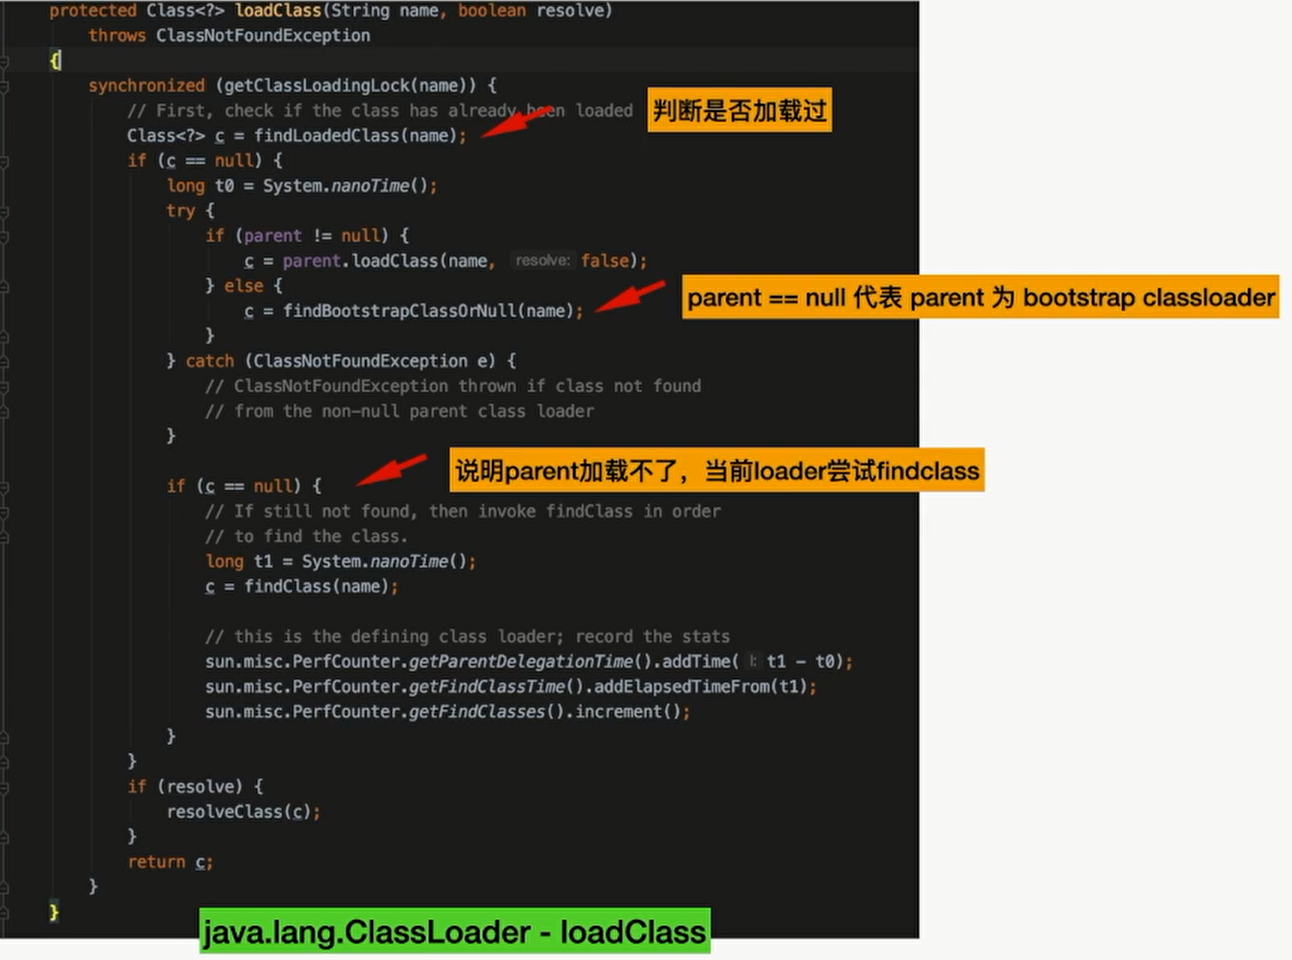 protected Class<?> loadClass(String name, boolean resolve)
throws ClassNotFoundException
{
synchronized (getClassLoadingLock(name)) {
// First, check if the class has already been loaded
判断是否加载过
Class<?> c = findLoadedClass(name);
if (c == null) {
long t0 = System.nanoTime();
try {
if (parent != null) {
c = parent.loadClass(name, resolve: false);
} else {
parent == null 代表 parent 为 bootstrap classloader
c = findBootstrapClassOrNull(name);
}
} catch (ClassNotFoundException e) {
// ClassNotFoundException thrown if class not found
// from the non-null parent class loader
}
说明parent加载不了，当前loader尝试findclass
if (c == null) {
// If still not found, then invoke findClass in order
// to find the class.
long t1 = System.nanoTime();
c = findClass(name);
// this is the defining class loader; record the stats
sun.misc.PerfCounter.getParentDelegationTime().addTime( l: t1 - t0);
sun.misc.PerfCounter.getFindClassTime().addElapsedTimeFrom(t1);
sun.misc.PerfCounter.getFindClasses().increment();
}
}
if (resolve) {
resolveClass(c);
}
return c;
}
}
java.lang.ClassLoader - loadClass